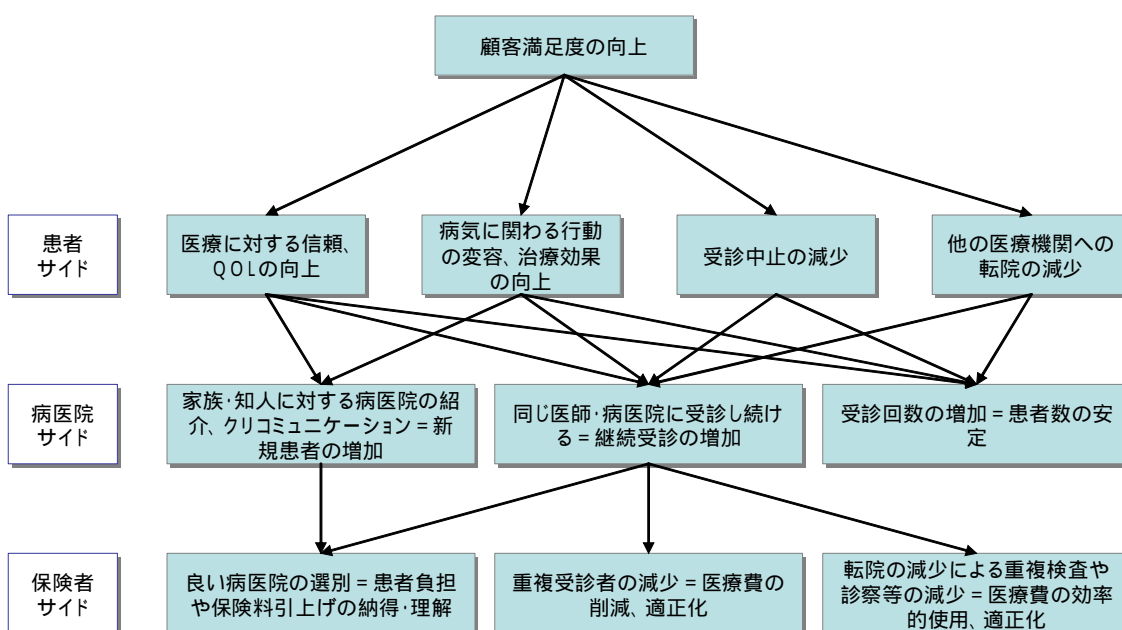 顧客満足度の向上
患者
サイド
医療に対する信頼、
QOLの向上
病気に関わる行動
の変容、治療効果
の向上
受診中止の減少
他の医療機関への
転院の減少
病医院
サイド
家族・知人に対する病医院の紹
介、クリコミュニケーション＝新
規患者の増加
同じ医師・病医院に受診し続け
る＝継続受診の増加
受診回数の増加＝患者数の安
定
保険者
サイド
良い病医院の選別＝患者負担
や保険料引上げの納得・理解
重複受診者の減少＝医療費の
削減、適正化
転院の減少による重複検査や
診察等の減少＝医療費の効率
的使用、適正化